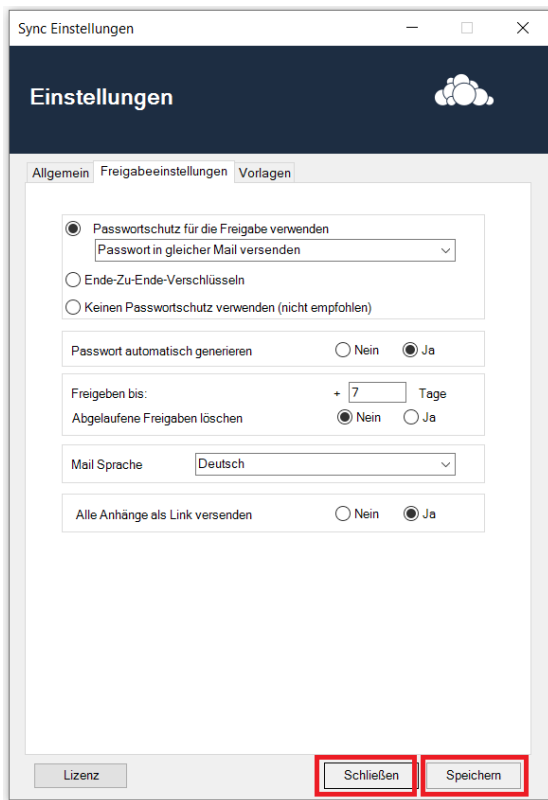 Sync Einstellungen
Einstellungen
Allgemein Freigabeeinstellungen Vorlagen
Passwortschutz für die Freigabe verwenden
Passwort in gleicher Mail versenden
Ende-Zu-Ende-Verschlüsseln
Keinen Passwortschutz verwenden (nicht empfohlen)
Passwort automatisch generieren Nein Ja
Freigeben bis: + 7 Tage
Abgelaufene Freigaben löschen Nein Ja
Mail Sprache Deutsch
Alle Anhänge als Link versenden Nein Ja
Lizenz Schließen Speichern